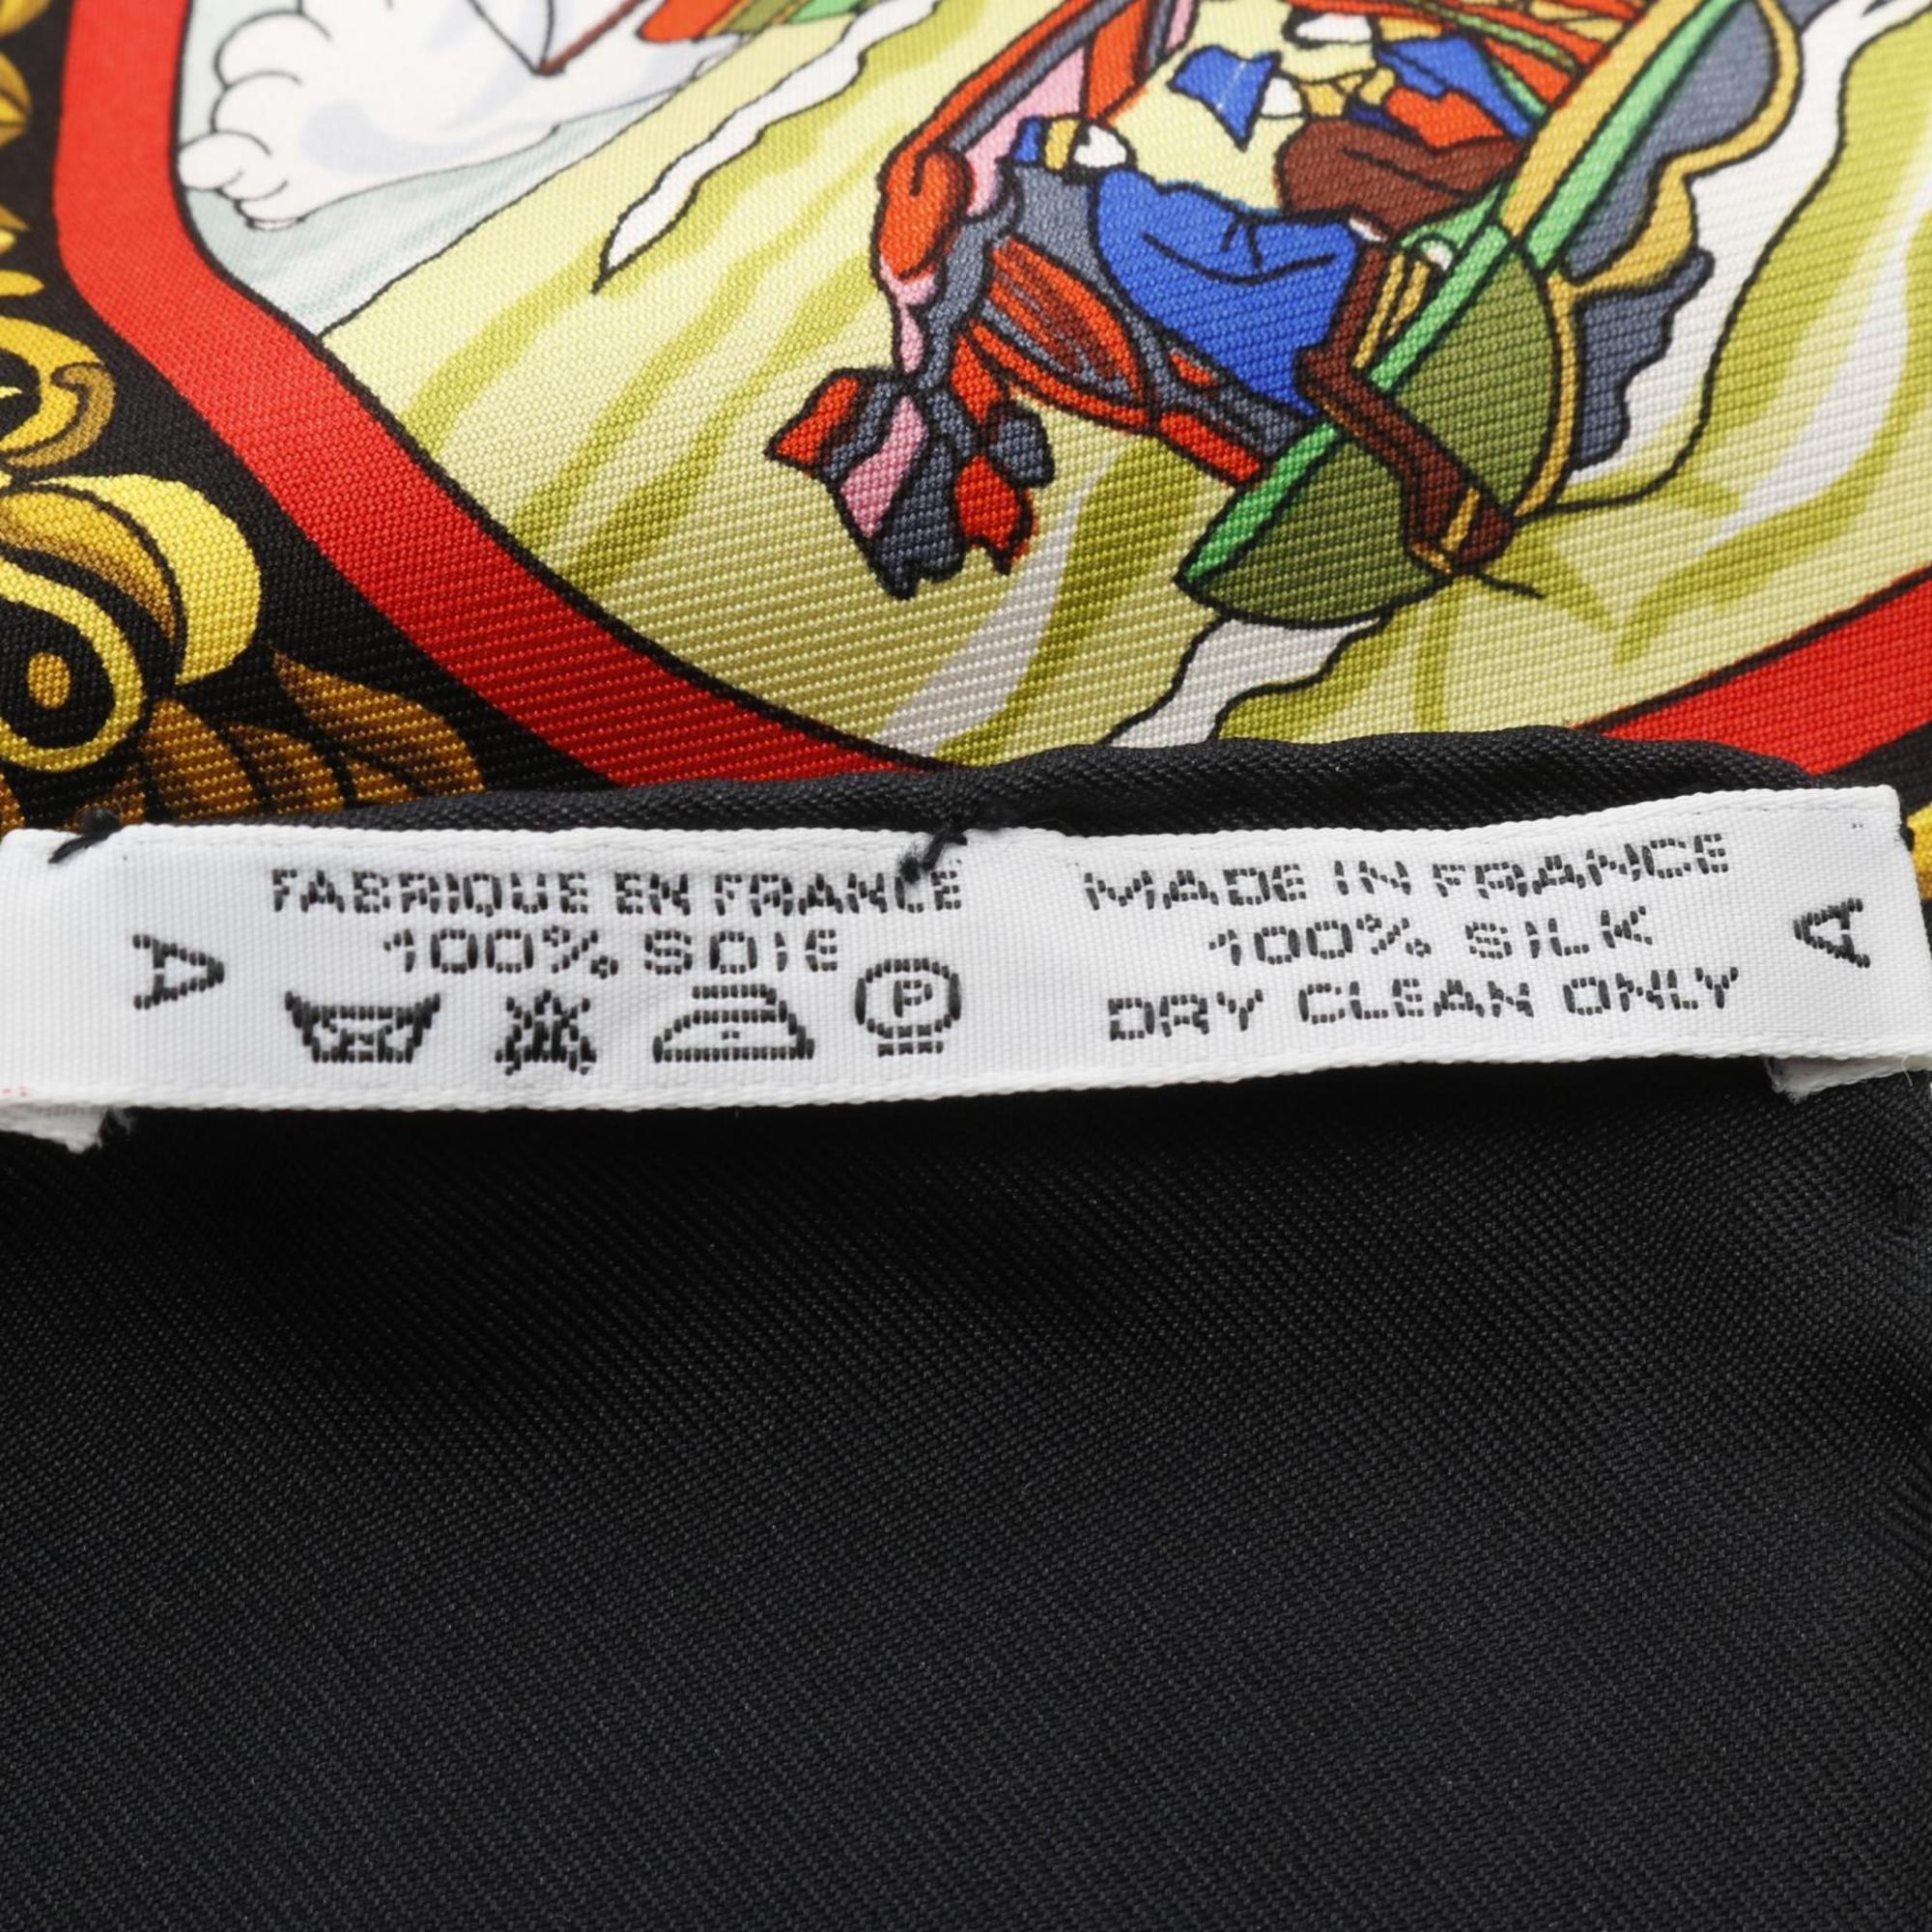 A
FABRIQUE EN FRANCE
100% SOIE
P
MADE IN FRANCE
100% SILK
DRY CLEAN ONLY
A